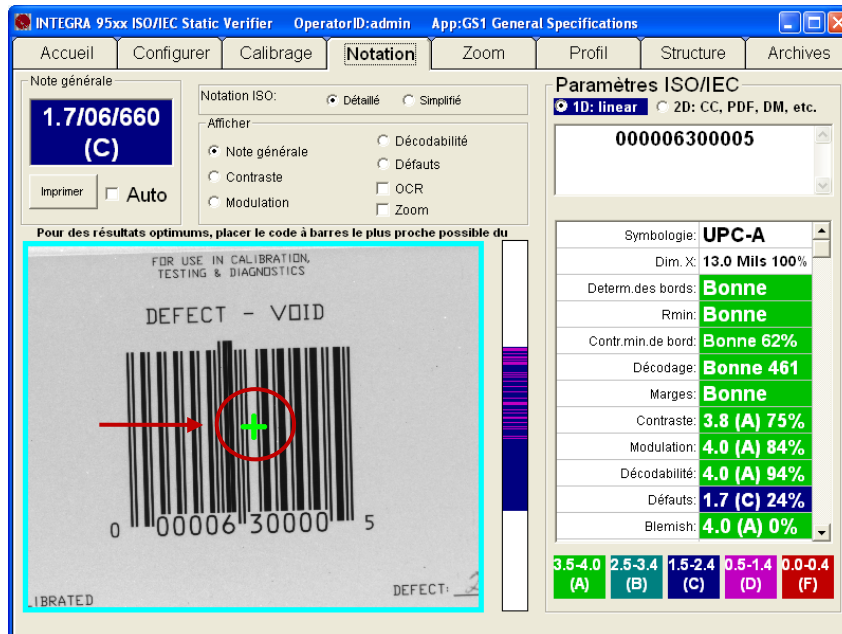 INTEGRA 95xx ISO/IEC Static Verifier OperatorID:admin App:GS1 General Specifications
Accueil Configurer Calibrage Notation Zoom Profil Structure Archives
Note générale
1.7/06/660
(C)
Imprimer Auto
Notation ISO: Détaillé Simplifié
Afficher
Note générale
Contraste
Modulation
Décodabilité
Défauts
OCR
Zoom
Pour des résultats optimums, placer le code à barres le plus proche possible du
FOR USE IN CALIBRATION,
TESTING & DIAGNOSTICS
DEFECT - VOID
0 00006 30000 5
DEFECT: 2
LIBRATED
Paramètres ISO/IEC
1D: linear 2D: CC, PDF, DM, etc.
000006300005
Symbologie: UPC-A
Dim. X: 13.0 Mils 100%
Determ.des bords: Bonne
Rmin: Bonne
Contr.min.de bord: Bonne 62%
Décodage: Bonne 461
Marges: Bonne
Contraste: 3.8 (A) 75%
Modulation: 4.0 (A) 84%
Décodabilité: 4.0 (A) 94%
Défauts: 1.7 (C) 24%
Blemish: 4.0 (A) 0%
3.5-4.0 2.5-3.4 1.5-2.4 0.5-1.4 0.0-0.4
(A) (B) (C) (D) (F)